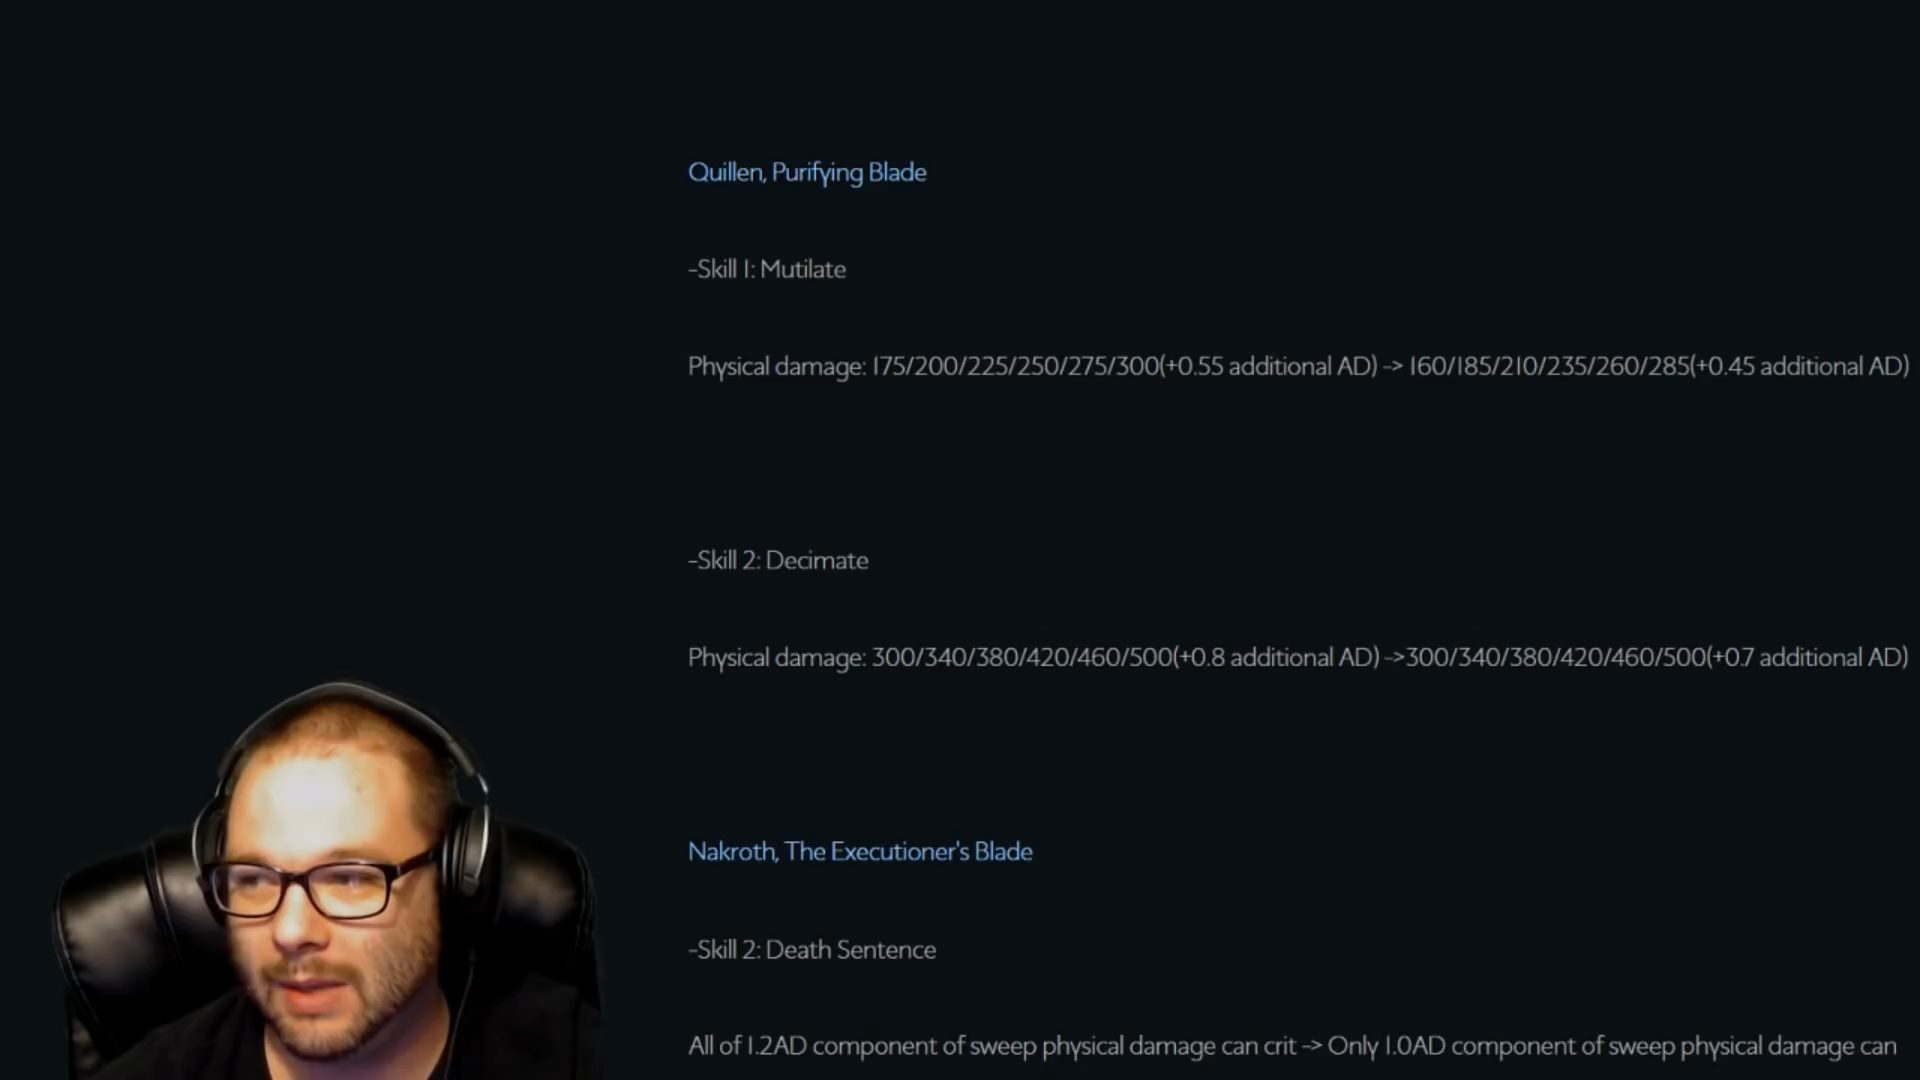 Quillen, Purifying Blade
-Skill 1: Mutilate
Physical damage: 175/200/225/250/275/300(+0.55 additional AD) -> 160/185/210/235/260/285(+0.45 additional AD)
-Skill 2: Decimate
Physical damage: 300/340/380/420/460/500(+0.8 additional AD) ->300/340/380/420/460/500(+0.7 additional AD)
Nakroth, The Executioner's Blade
-Skill 2: Death Sentence
All of 1.2AD component of sweep physical damage can crit -> Only 1.0AD component of sweep physical damage can